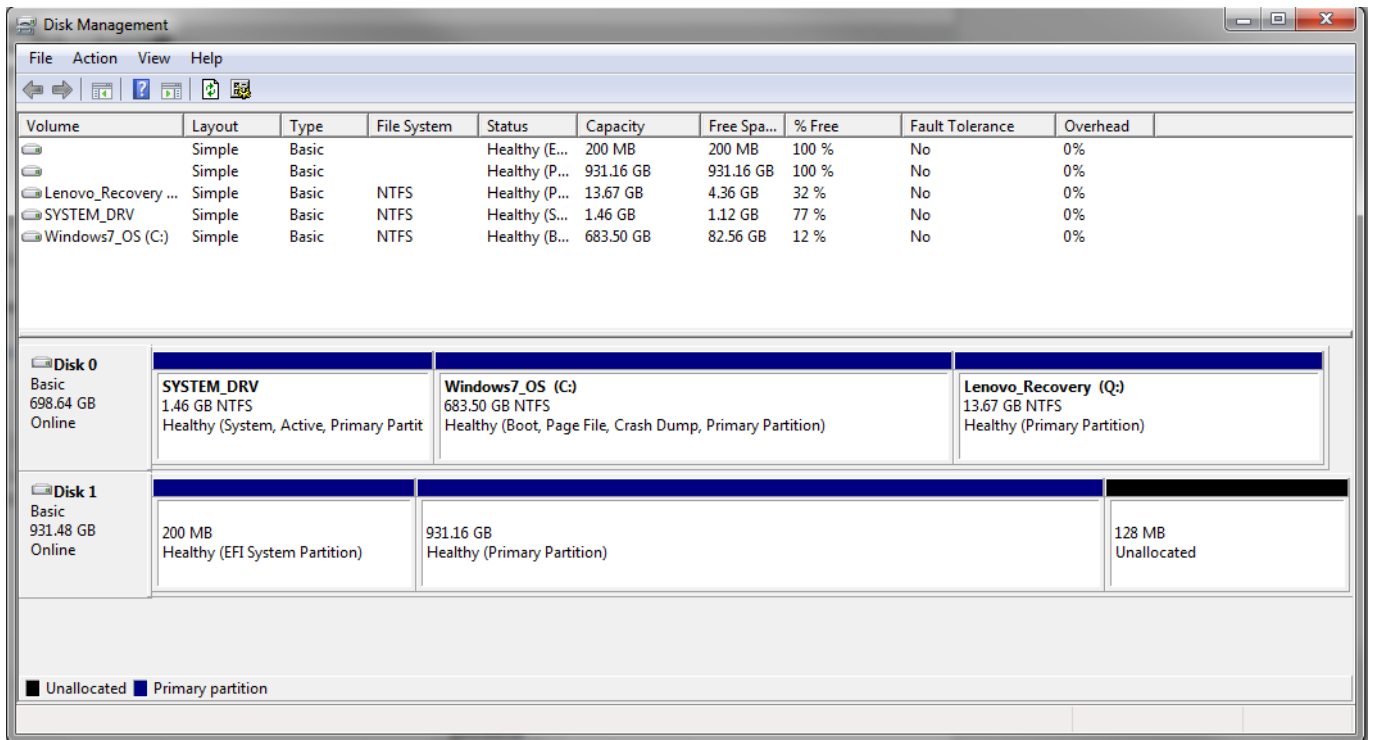 Disk Management
File Action View Help
Volume Layout Type File System Status Capacity Free Spa... % Free Fault Tolerance Overhead
Simple Basic Healthy (E... 200 MB 200 MB 100 % No 0%
Simple Basic Healthy (P... 931.16 GB 931.16 GB 100 % No 0%
Lenovo_Recovery ... Simple Basic NTFS Healthy (P... 13.67 GB 4.36 GB 32 % No 0%
SYSTEM_DRV Simple Basic NTFS Healthy (S... 1.46 GB 1.12 GB 77 % No 0%
Windows7_OS (C:) Simple Basic NTFS Healthy (B... 683.50 GB 82.56 GB 12 % No 0%
Disk 0
Basic
698.64 GB
Online
SYSTEM_DRV
1.46 GB NTFS
Healthy (System, Active, Primary Partit
Windows7_OS (C:)
683.50 GB NTFS
Healthy (Boot, Page File, Crash Dump, Primary Partition)
Lenovo_Recovery (Q:)
13.67 GB NTFS
Healthy (Primary Partition)
Disk 1
Basic
931.48 GB
Online
200 MB
Healthy (EFI System Partition)
931.16 GB
Healthy (Primary Partition)
128 MB
Unallocated
Unallocated Primary partition